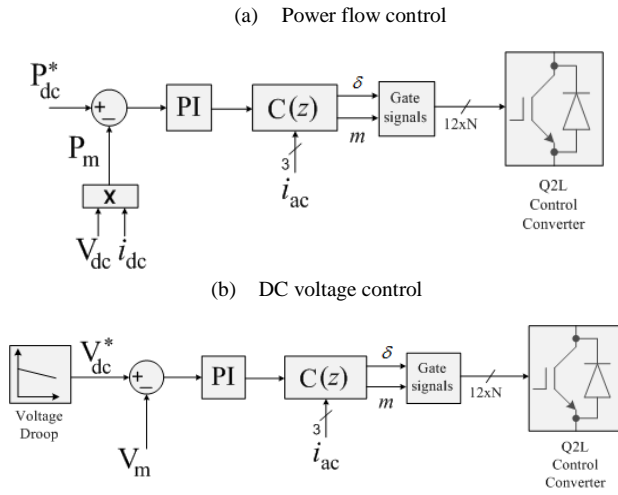 (a) Power flow control
P*dc
+
−
PI
C(z)
δ
m
Gate
signals
12xN
Pm
3
iac
X
Vdc idc
Q2L
Control
Converter
(b) DC voltage control
V*dc
+
−
PI
C(z)
δ
m
Gate
signals
12xN
Voltage
Droop
Vm
3
iac
Q2L
Control
Converter